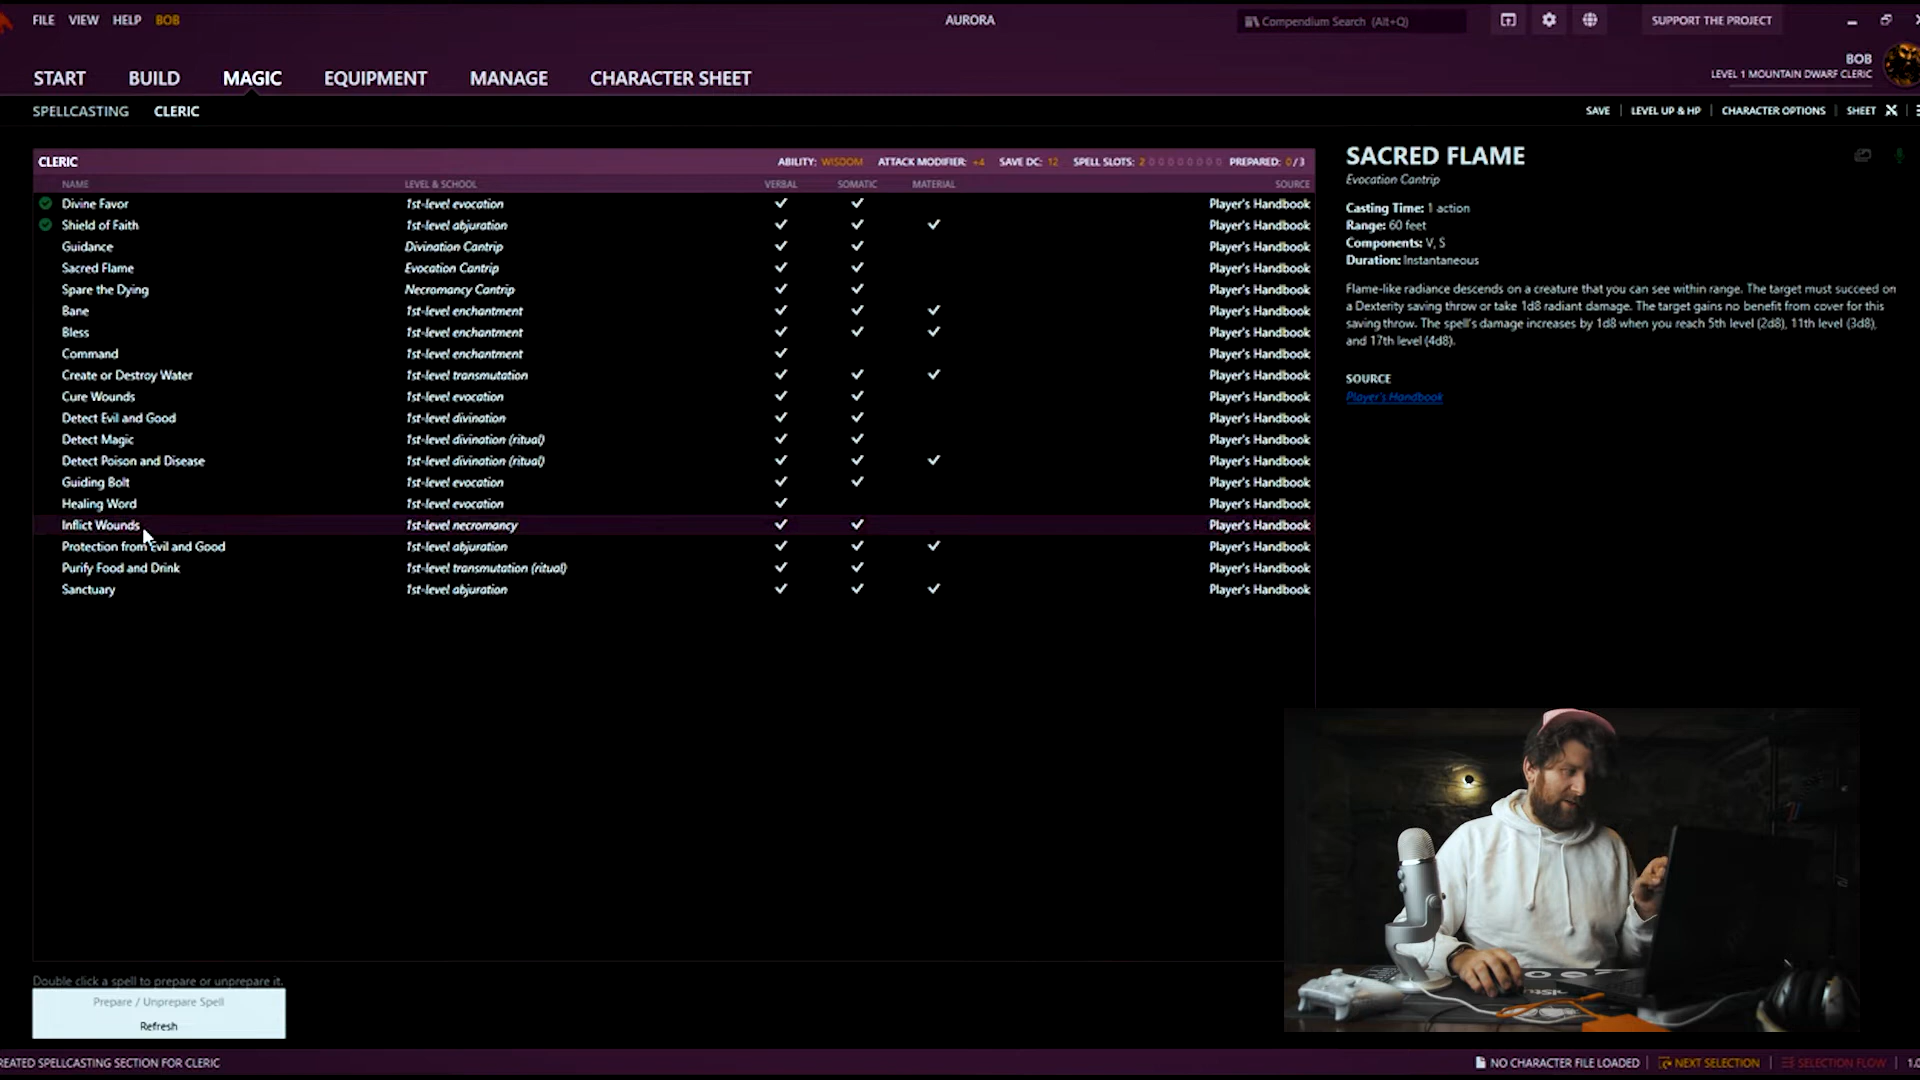 FILE VIEW HELP BOB
AURORA
Compendium Search (Alt+Q)
SUPPORT THE PROJECT
START BUILD MAGIC EQUIPMENT MANAGE CHARACTER SHEET
BOB
LEVEL 1 MOUNTAIN DWARF CLERIC
SPELLCASTING CLERIC
SAVE | LEVEL UP & HP | CHARACTER OPTIONS | SHEET
CLERIC ABILITY: WISDOM ATTACK MODIFIER: +4 SAVE DC: 12 SPELL SLOTS: 2 0 0 0 0 0 0 0 0 PREPARED: 0 / 3
NAME LEVEL & SCHOOL VERBAL SOMATIC MATERIAL SOURCE
Divine Favor 1st-level evocation Player's Handbook
Shield of Faith 1st-level abjuration Player's Handbook
Guidance Divination Cantrip Player's Handbook
Sacred Flame Evocation Cantrip Player's Handbook
Spare the Dying Necromancy Cantrip Player's Handbook
Bane 1st-level enchantment Player's Handbook
Bless 1st-level enchantment Player's Handbook
Command 1st-level enchantment Player's Handbook
Create or Destroy Water 1st-level transmutation Player's Handbook
Cure Wounds 1st-level evocation Player's Handbook
Detect Evil and Good 1st-level divination Player's Handbook
Detect Magic 1st-level divination (ritual) Player's Handbook
Detect Poison and Disease 1st-level divination (ritual) Player's Handbook
Guiding Bolt 1st-level evocation Player's Handbook
Healing Word 1st-level evocation Player's Handbook
Inflict Wounds 1st-level necromancy Player's Handbook
Protection from Evil and Good 1st-level abjuration Player's Handbook
Purify Food and Drink 1st-level transmutation (ritual) Player's Handbook
Sanctuary 1st-level abjuration Player's Handbook
SACRED FLAME
Evocation Cantrip
Casting Time: 1 action
Range: 60 feet
Components: V, S
Duration: Instantaneous
Flame-like radiance descends on a creature that you can see within range. The target must succeed on
a Dexterity saving throw or take 1d8 radiant damage. The target gains no benefit from cover for this
saving throw. The spell's damage increases by 1d8 when you reach 5th level (2d8), 11th level (3d8),
and 17th level (4d8).
SOURCE
Player's Handbook
Double click a spell to prepare or unprepare it.
Prepare / Unprepare Spell
Refresh
REATED SPELLCASTING SECTION FOR CLERIC
NO CHARACTER FILE LOADED | NEXT SELECTION | SELECTION FLOW | 1.0